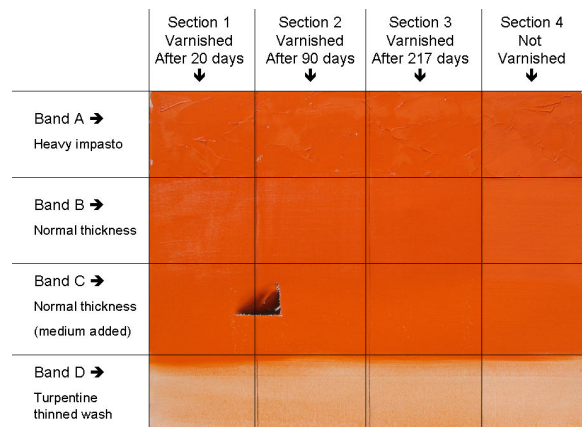 Section 1
Varnished
After 20 days
🡫
Section 2
Varnished
After 90 days
🡫
Section 3
Varnished
After 217 days
🡫
Section 4
Not
Varnished
🡫
Band A ➔
Heavy impasto
Band B ➔
Normal thickness
Band C ➔
Normal thickness
(medium added)
Band D ➔
Turpentine
thinned wash